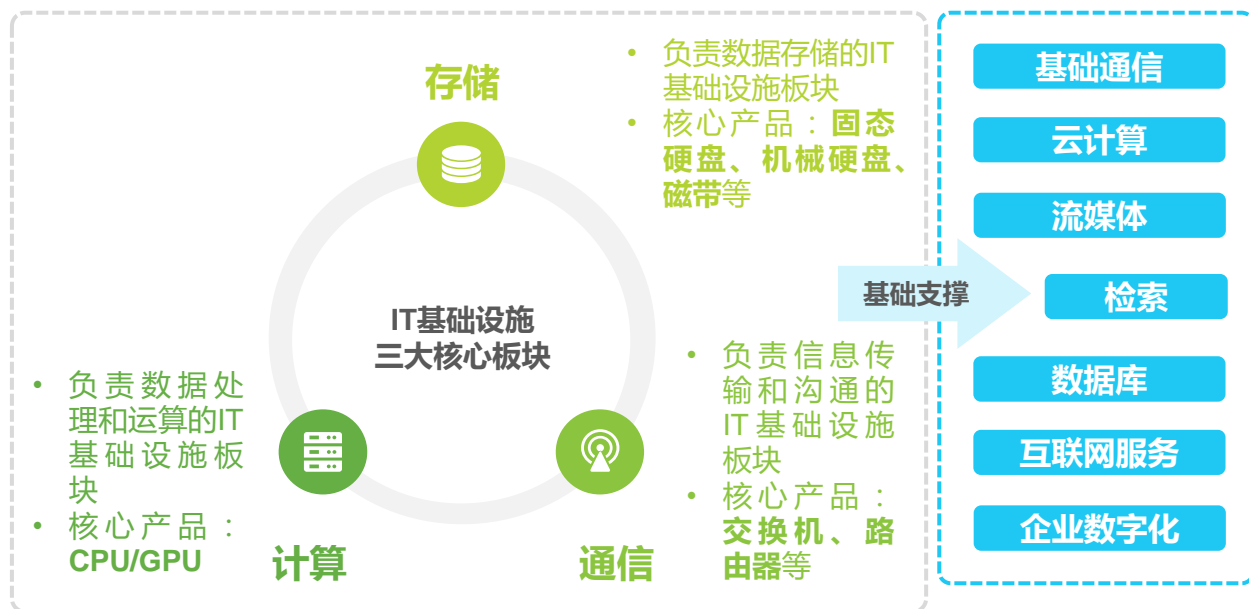 存储
• 负责数据存储的IT
基础设施板块
• 核心产品：固态
硬盘、机械硬盘、
磁带等
IT基础设施
三大核心板块
• 负责数据处
理和运算的IT
基础设施板
块
• 核心产品：
CPU/GPU
计算
• 负责信息传
输和沟通的
IT基础设施
板块
• 核心产品：
交换机、路
由器等
通信
基础支撑
基础通信
云计算
流媒体
检索
数据库
互联网服务
企业数字化